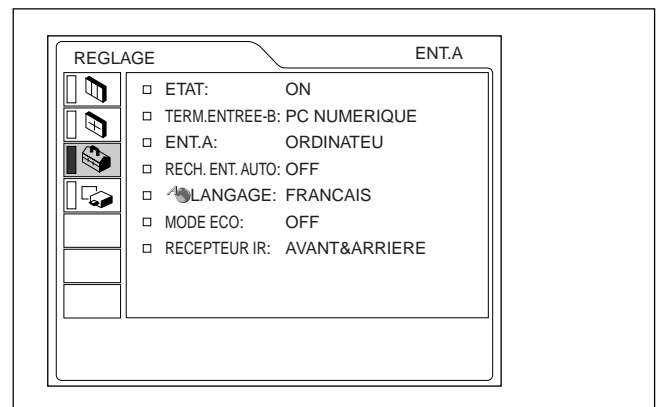 REGLAGE ENT.A
ETAT: ON
TERM.ENTREE-B: PC NUMERIQUE
ENT.A: ORDINATEU
RECH. ENT. AUTO: OFF
LANGAGE: FRANCAIS
MODE ECO: OFF
RECEPTEUR IR: AVANT&ARRIERE